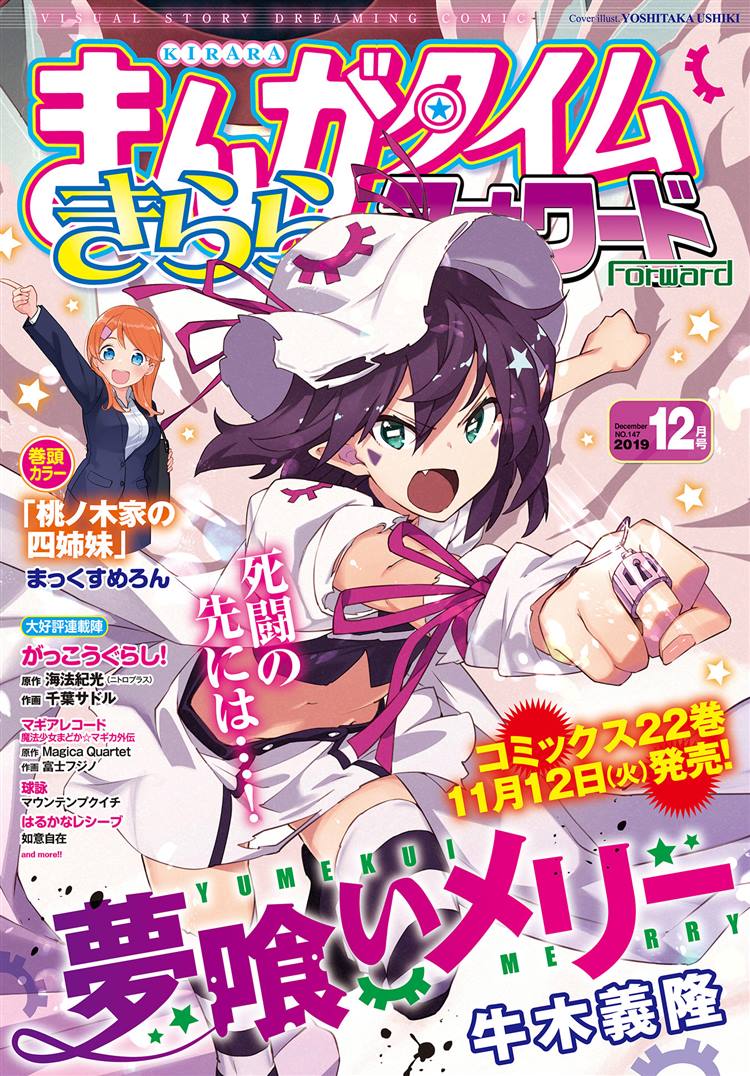 VISUAL STORY DREAMING COMIC
Cover illust. YOSHITAKA USHIKI
KIRARA
まんがタイム
きらら
フォワード
Forward
December
NO.147
2019
12月号
巻頭
カラー
「桃ノ木家の
四姉妹」
まっくすめろん
大好評連載陣
がっこうぐらし!
原作 海法紀光(ニトロプラス)
作画 千葉サドル
マギアレコード
魔法少女まどか☆マギカ外伝
原作 Magica Quartet
作画 富士フジノ
球詠
マウンテンプクイチ
はるかなレシーブ
如意自在
and more!!
死闘の
先には…!
コミックス22巻
11月12日(火)発売!
YUMEKUI
夢喰いメリー
MERRY
牛木義隆